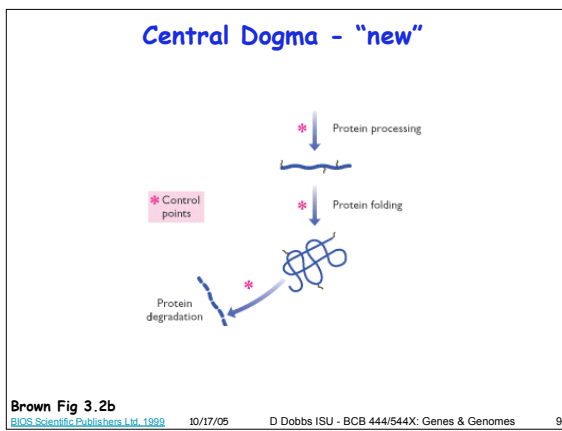 Central Dogma - “new”
* Protein processing
* Control
points
* Protein folding
*
Protein
degradation
Brown Fig 3.2b
BIOS Scientific Publishers Ltd, 1999 10/17/05 D Dobbs ISU - BCB 444/544X: Genes & Genomes 9